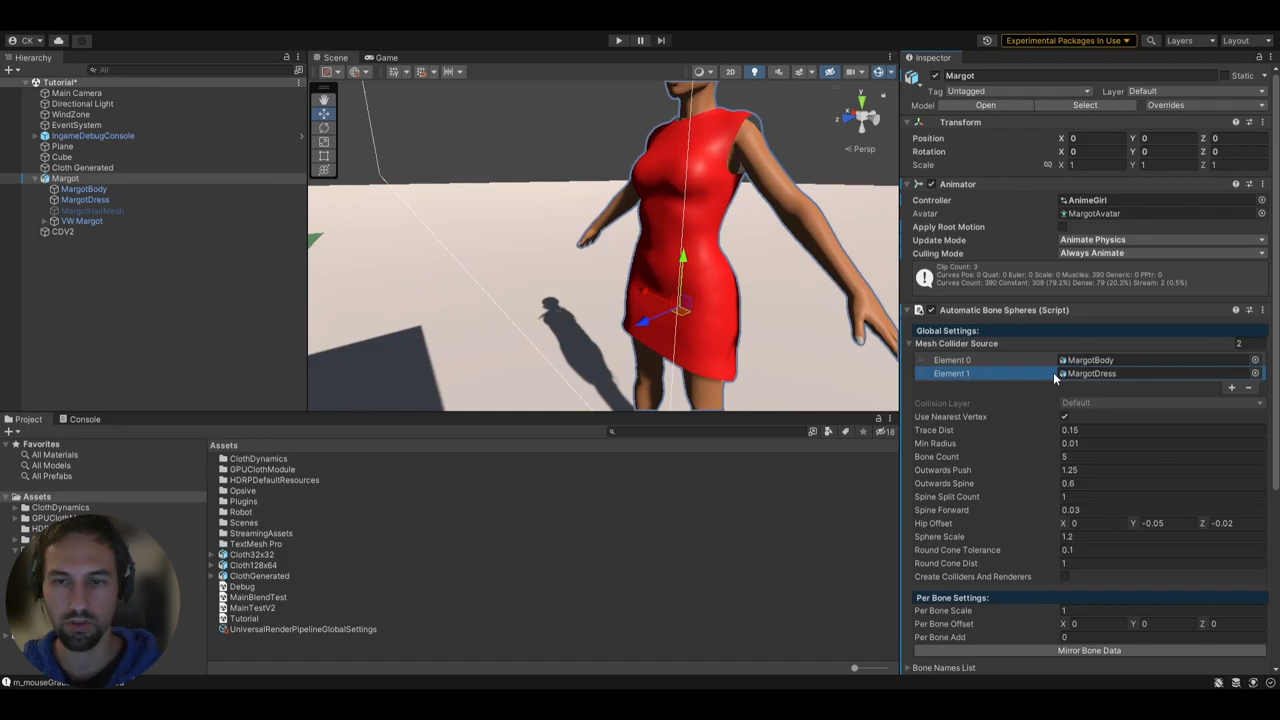 CK
Experimental Packages In Use
Layers
Layout
Hierarchy
Scene
Game
Inspector
All
2D
Margot
Static
Tag
Untagged
Layer
Default
Model
Open
Select
Overrides
Tutorial*
Main Camera
Directional Light
WindZone
EventSystem
IngameDebugConsole
Plane
Cube
Cloth Generated
Margot
MargotBody
MargotDress
MargotHairMesh
VW Margot
CDV2
y
x
z
Persp
Transform
Position
X
0
Y
0
Z
0
Rotation
X
0
Y
0
Z
0
Scale
X
1
Y
1
Z
1
Animator
Controller
AnimeGirl
Avatar
MargotAvatar
Apply Root Motion
Update Mode
Animate Physics
Culling Mode
Always Animate
Clip Count: 3
Curves Pos: 0 Quat: 0 Euler: 0 Scale: 0 Muscles: 390 Generic: 0 PPtr: 0
Curves Count: 390 Constant: 309 (79.2%) Dense: 79 (20.3%) Stream: 2 (0.5%)
Automatic Bone Spheres (Script)
Global Settings:
Mesh Collider Source
2
Element 0
MargotBody
Element 1
MargotDress
Collision Layer
Default
Use Nearest Vertex
Trace Dist
0.15
Min Radius
0.01
Bone Count
5
Outwards Push
1.25
Outwards Spine
0.6
Spine Split Count
1
Spine Forward
0.03
Hip Offset
X
0
Y
-0.05
Z
-0.02
Sphere Scale
1.2
Round Cone Tolerance
0.1
Round Cone Dist
1
Create Colliders And Renderers
Per Bone Settings:
Per Bone Scale
1
Per Bone Offset
X
0
Y
0
Z
0
Per Bone Add
0
Mirror Bone Data
Bone Names List
Project
Console
18
Favorites
All Materials
All Models
All Prefabs
Assets
ClothDynamics
GPUClothM
HDR
Assets
ClothDynamics
GPUClothModule
HDRPDefaultResources
Opsive
Plugins
Robot
Scenes
StreamingAssets
TextMesh Pro
Cloth32x32
Cloth128x64
ClothGenerated
Debug
MainBlendTest
MainTestV2
Tutorial
UniversalRenderPipelineGlobalSettings
m_mouseGra